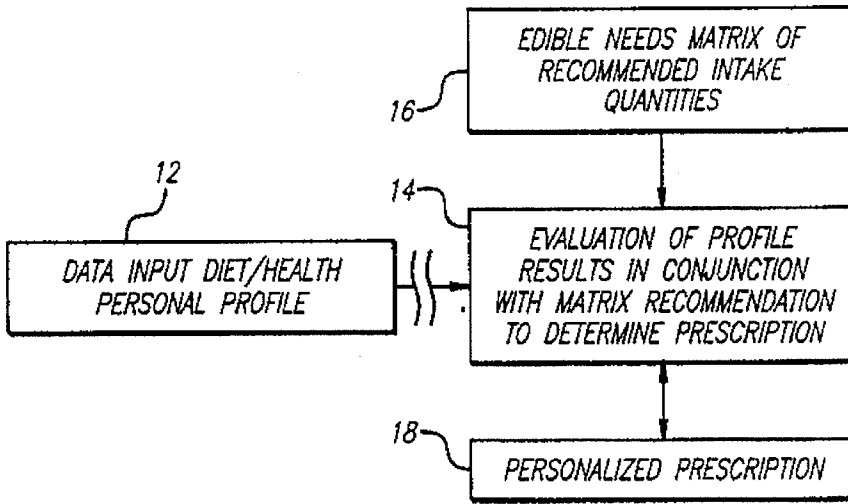 EDIBLE NEEDS MATRIX OF
RECOMMENDED INTAKE
QUANTITIES
16
12
14
DATA INPUT DIET/HEALTH
PERSONAL PROFILE
EVALUATION OF PROFILE
RESULTS IN CONJUNCTION
WITH MATRIX RECOMMENDATION
TO DETERMINE PRESCRIPTION
18
PERSONALIZED PRESCRIPTION